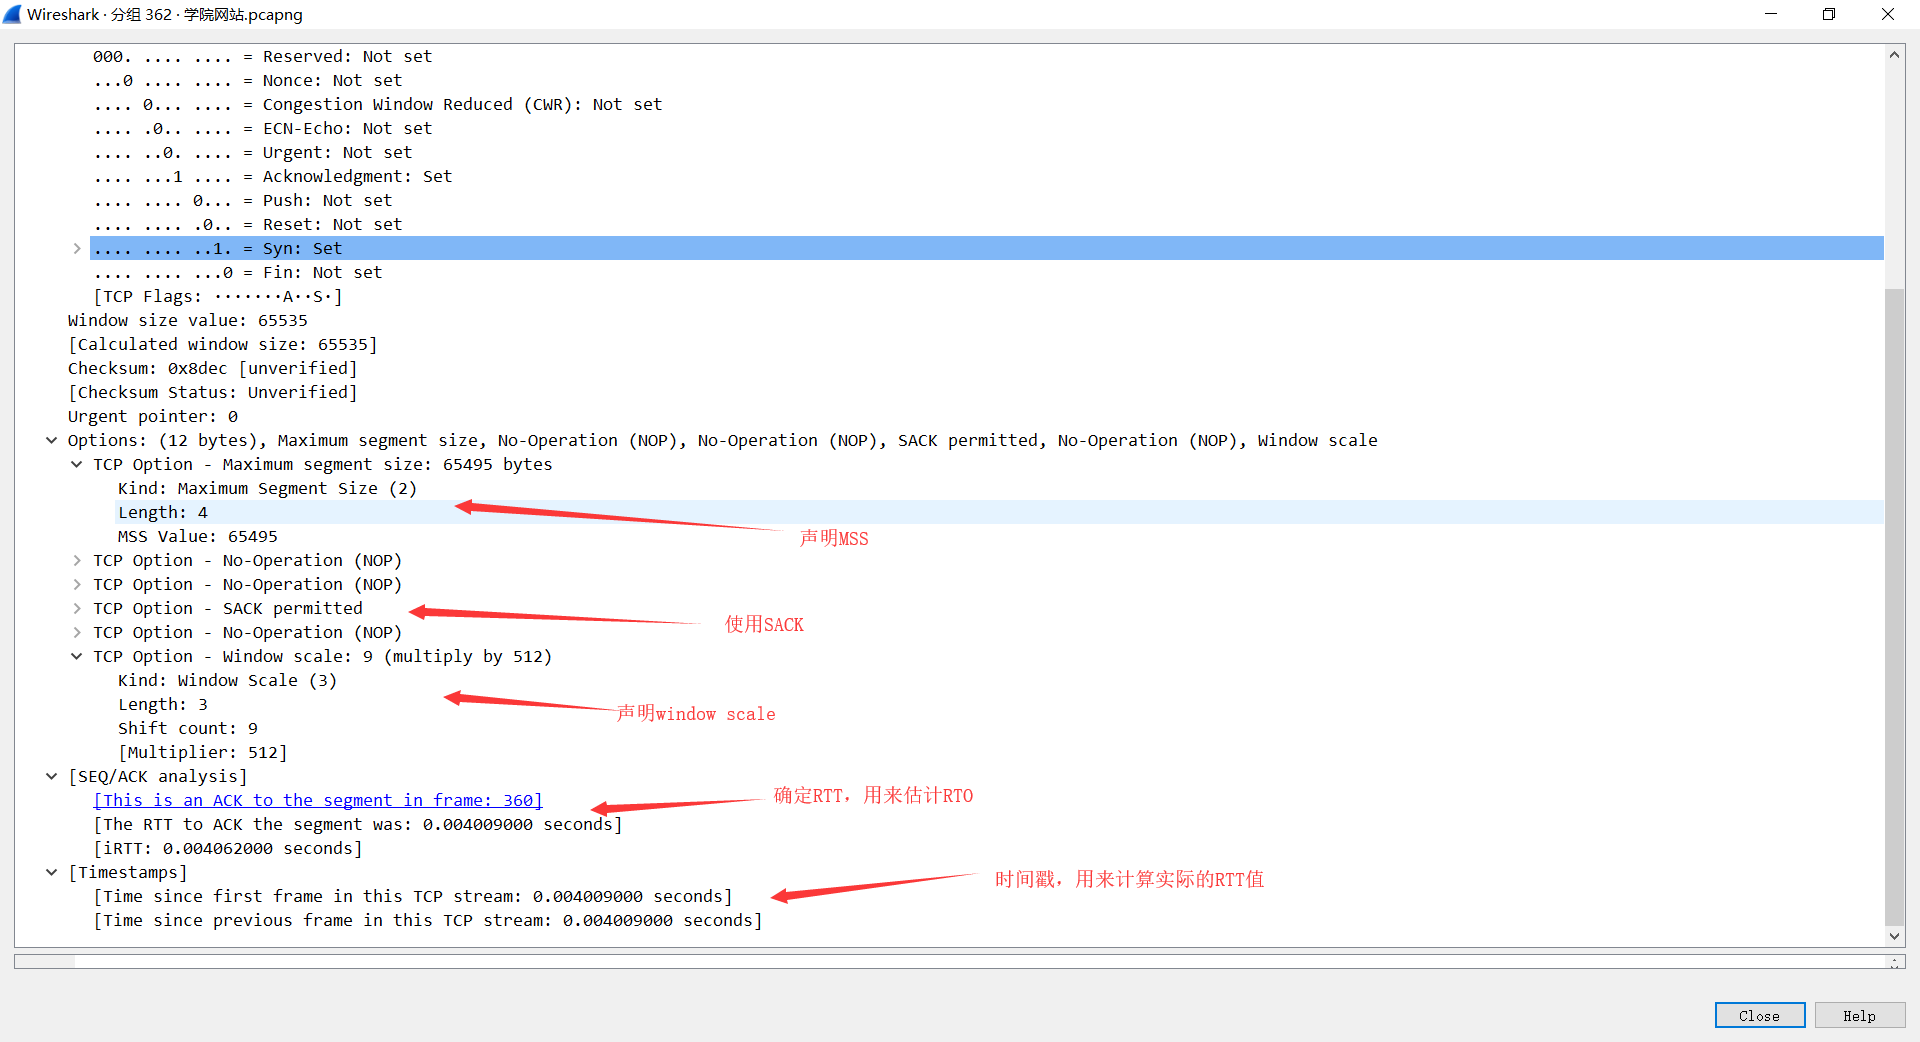 Wireshark · 分组 362 · 学院网站.pcapng
000. .... .... = Reserved: Not set
...0 .... .... = Nonce: Not set
.... 0... .... = Congestion Window Reduced (CWR): Not set
.... .0.. .... = ECN-Echo: Not set
.... ..0. .... = Urgent: Not set
.... ...1 .... = Acknowledgment: Set
.... .... 0... = Push: Not set
.... .... .0.. = Reset: Not set
.... .... ..1. = Syn: Set
.... .... ...0 = Fin: Not set
[TCP Flags: ·······A··S·]
Window size value: 65535
[Calculated window size: 65535]
Checksum: 0x8dec [unverified]
[Checksum Status: Unverified]
Urgent pointer: 0
Options: (12 bytes), Maximum segment size, No-Operation (NOP), No-Operation (NOP), SACK permitted, No-Operation (NOP), Window scale
TCP Option - Maximum segment size: 65495 bytes
Kind: Maximum Segment Size (2)
Length: 4
MSS Value: 65495
声明MSS
TCP Option - No-Operation (NOP)
TCP Option - No-Operation (NOP)
TCP Option - SACK permitted
使用SACK
TCP Option - No-Operation (NOP)
TCP Option - Window scale: 9 (multiply by 512)
Kind: Window Scale (3)
Length: 3
声明window scale
Shift count: 9
[Multiplier: 512]
[SEQ/ACK analysis]
[This is an ACK to the segment in frame: 360]
确定RTT，用来估计RTO
[The RTT to ACK the segment was: 0.004009000 seconds]
[iRTT: 0.004062000 seconds]
[Timestamps]
时间戳，用来计算实际的RTT值
[Time since first frame in this TCP stream: 0.004009000 seconds]
[Time since previous frame in this TCP stream: 0.004009000 seconds]
Close
Help